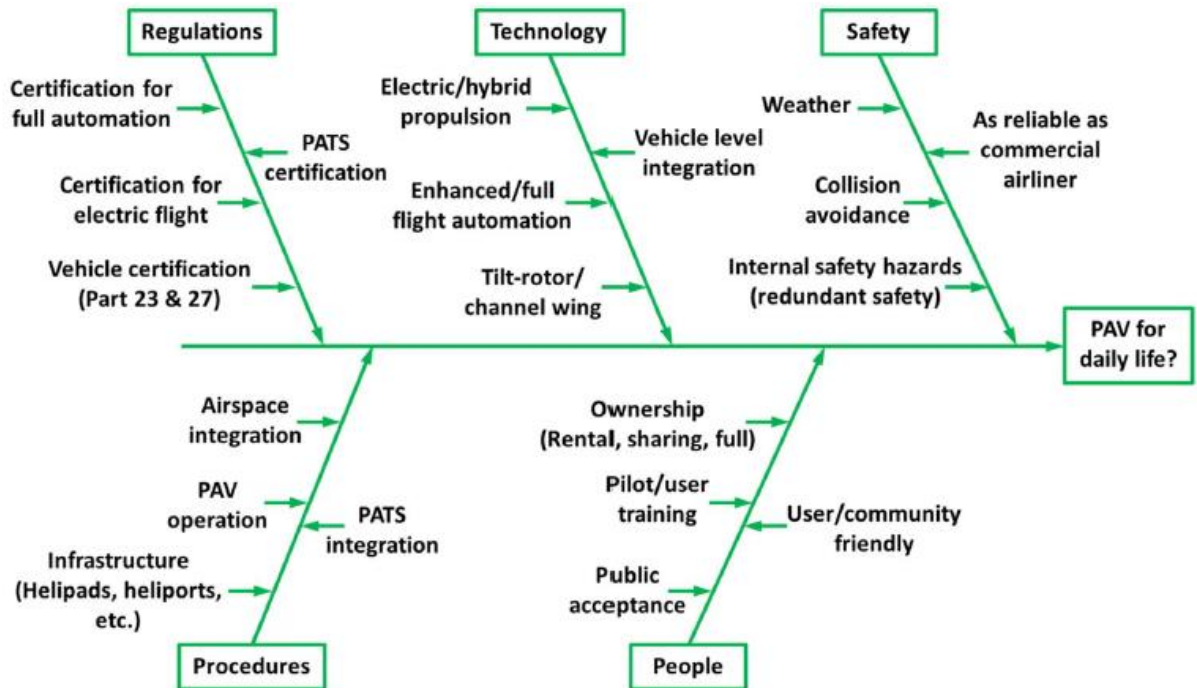 Regulations
Technology
Safety
Certification for
full automation
PATS
certification
Certification for
electric flight
Vehicle certification
(Part 23 & 27)
Electric/hybrid
propulsion
Vehicle level
integration
Enhanced/full
flight automation
Tilt-rotor/
channel wing
Weather
As reliable as
commercial
airliner
Collision
avoidance
Internal safety hazards
(redundant safety)
PAV for
daily life?
Airspace
integration
PAV
operation
PATS
integration
Infrastructure
(Helipads, heliports,
etc.)
Ownership
(Rental, sharing, full)
Pilot/user
training
User/community
friendly
Public
acceptance
Procedures
People